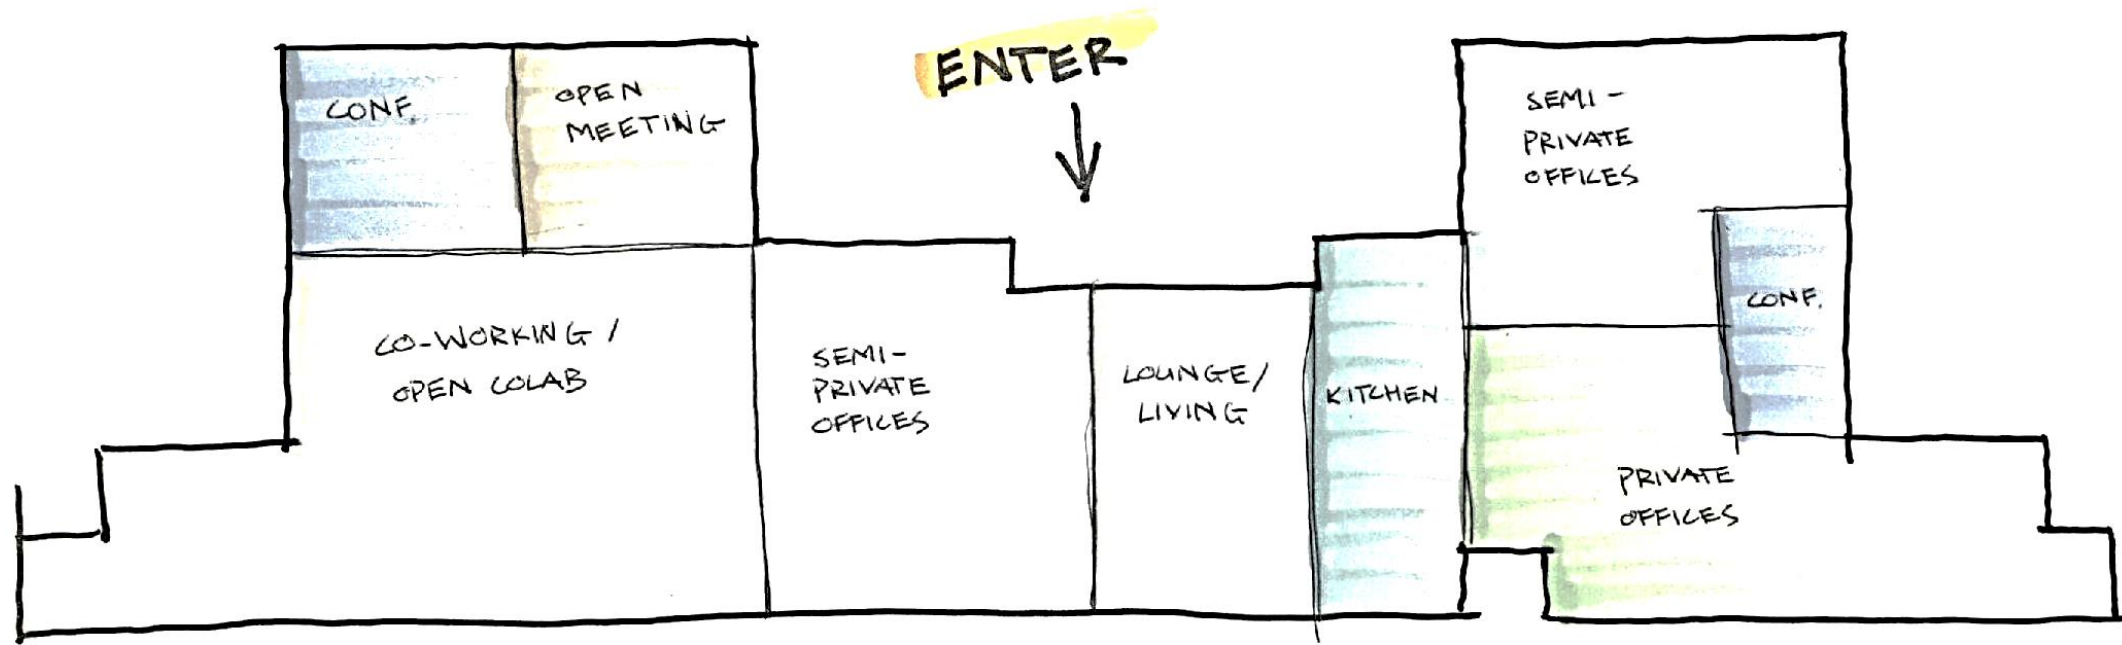 ENTER
CONF.
OPEN
MEETING
SEMI-
PRIVATE
OFFICES
CO-WORKING /
OPEN COLAB
SEMI-
PRIVATE
OFFICES
LOUNGE/
LIVING
KITCHEN
CONF.
PRIVATE
OFFICES